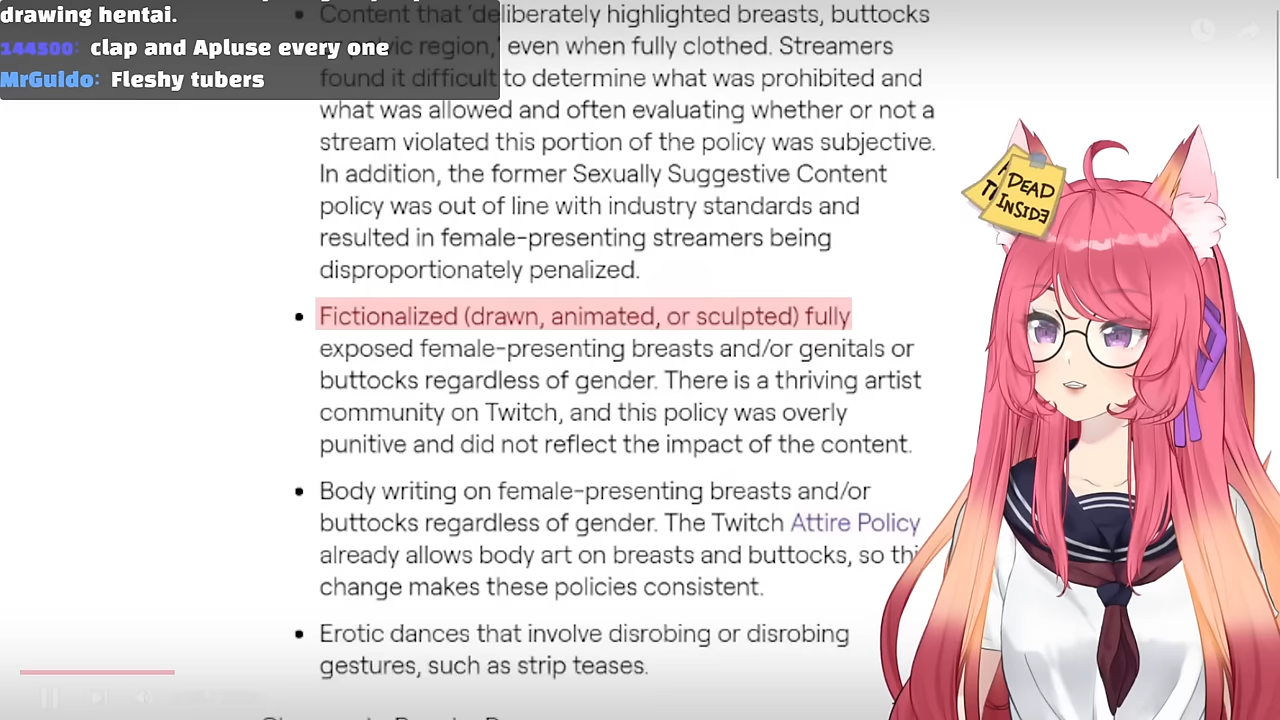 drawing hentai.
144500: clap and Apluse every one
MrGuldo: Fleshy tubers
Content that 'deliberately highlighted breasts, buttocks
region,' even when fully clothed. Streamers
found it difficult to determine what was prohibited and
what was allowed and often evaluating whether or not a
stream violated this portion of the policy was subjective.
In addition, the former Sexually Suggestive Content
policy was out of line with industry standards and
resulted in female-presenting streamers being
disproportionately penalized.
Fictionalized (drawn, animated, or sculpted) fully
exposed female-presenting breasts and/or genitals or
buttocks regardless of gender. There is a thriving artist
community on Twitch, and this policy was overly
punitive and did not reflect the impact of the content.
Body writing on female-presenting breasts and/or
buttocks regardless of gender. The Twitch Attire Policy
already allows body art on breasts and buttocks, so thi
change makes these policies consistent.
Erotic dances that involve disrobing or disrobing
gestures, such as strip teases.
DEAD
INSIDE